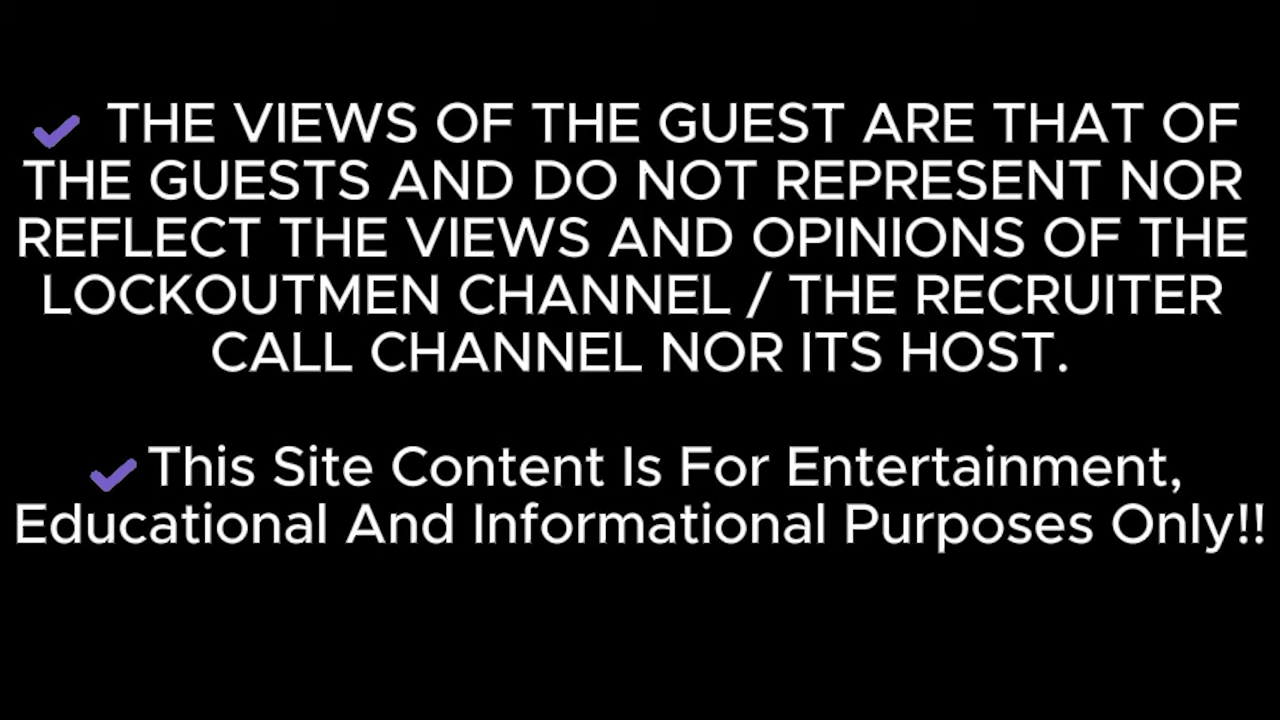 ✔ THE VIEWS OF THE GUEST ARE THAT OF
THE GUESTS AND DO NOT REPRESENT NOR
REFLECT THE VIEWS AND OPINIONS OF THE
LOCKOUTMEN CHANNEL / THE RECRUITER
CALL CHANNEL NOR ITS HOST.
✔ This Site Content Is For Entertainment,
Educational And Informational Purposes Only!!